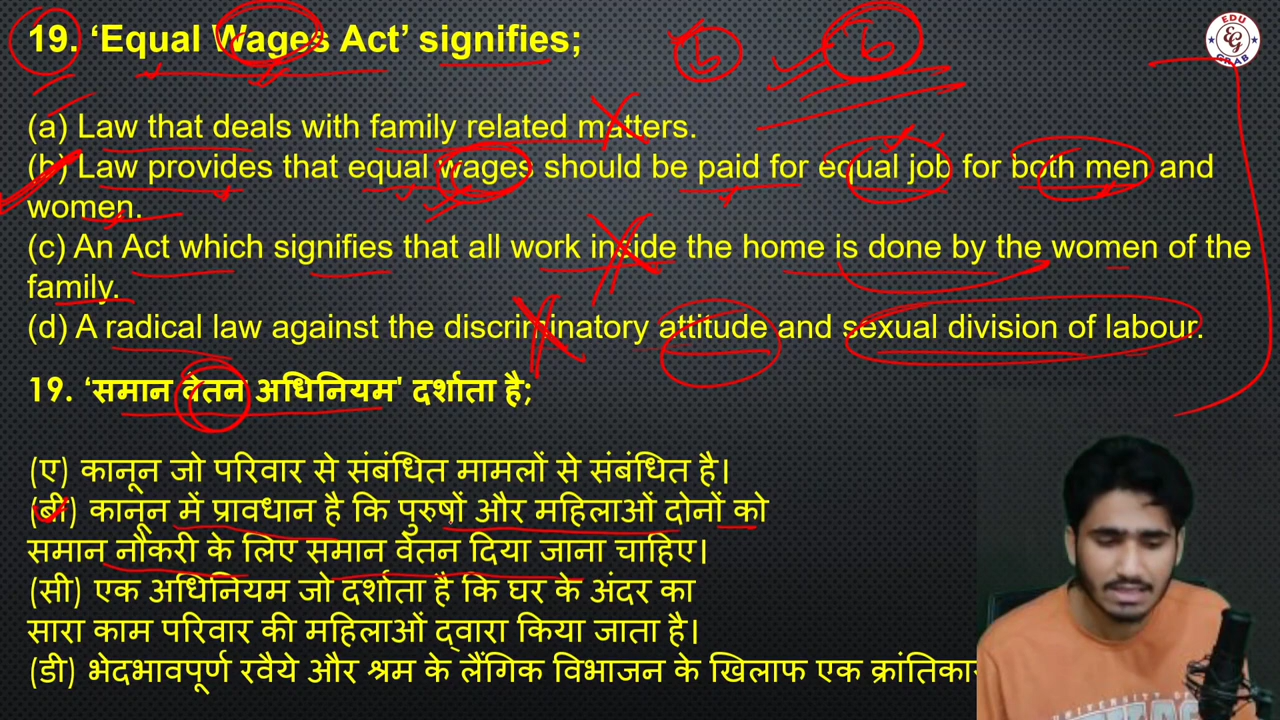 19. ‘Equal Wages Act’ signifies;
b
b
EDU
EG
GRAB
(a) Law that deals with family related matters.
(b) Law provides that equal wages should be paid for equal job for both men and
women.
(c) An Act which signifies that all work inside the home is done by the women of the
family.
(d) A radical law against the discriminatory attitude and sexual division of labour.
19. ‘समान वेतन अधिनियम' दर्शाता है;
(ए) कानून जो परिवार से संबंधित मामलों से संबंधित है।
(बी) कानून में प्रावधान है कि पुरुषों और महिलाओं दोनों को
समान नौकरी के लिए समान वेतन दिया जाना चाहिए।
(सी) एक अधिनियम जो दर्शाता है कि घर के अंदर का
सारा काम परिवार की महिलाओं द्वारा किया जाता है।
(डी) भेदभावपूर्ण रवैये और श्रम के लैंगिक विभाजन के खिलाफ एक